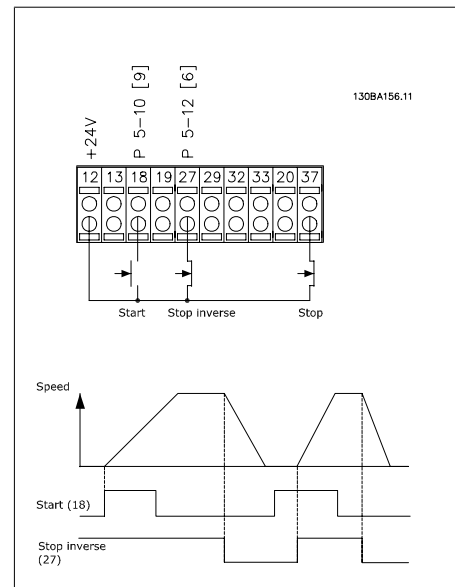 130BA156.11
+24V
P 5-10 [9]
P 5-12 [6]
12 13 18 19 27 29 32 33 20 37
Start Stop inverse Stop
Speed
Start (18)
Stop inverse
(27)